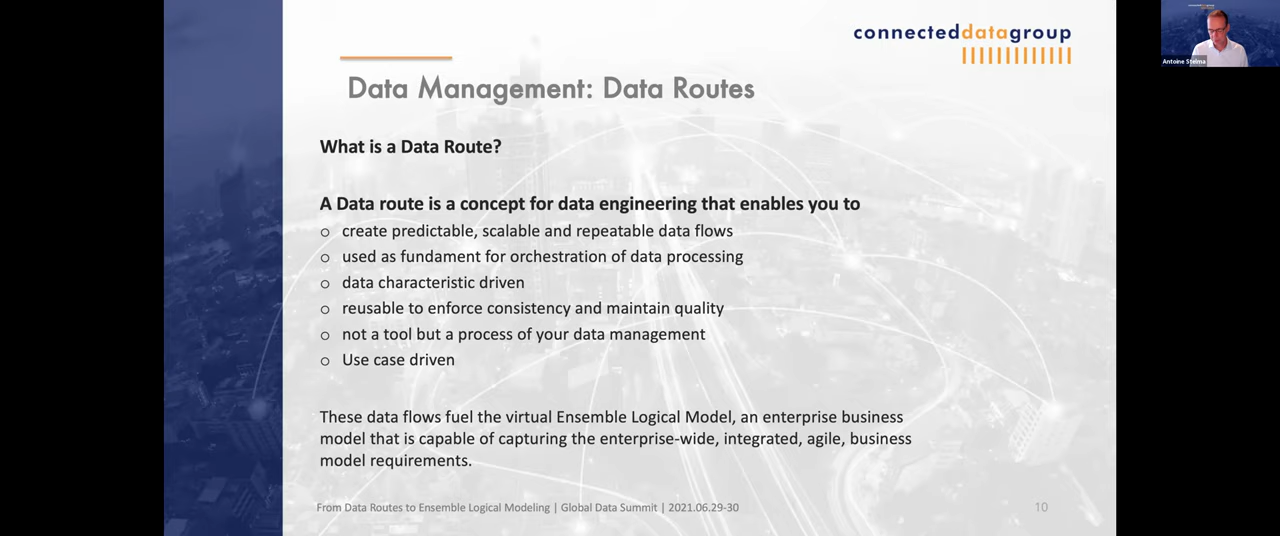 connecteddatagroup
Antoine Stelma
Data Management: Data Routes
What is a Data Route?
A Data route is a concept for data engineering that enables you to
o create predictable, scalable and repeatable data flows
o used as fundament for orchestration of data processing
o data characteristic driven
o reusable to enforce consistency and maintain quality
o not a tool but a process of your data management
o Use case driven
These data flows fuel the virtual Ensemble Logical Model, an enterprise business
model that is capable of capturing the enterprise-wide, integrated, agile, business
model requirements.
From Data Routes to Ensemble Logical Modeling | Global Data Summit | 2021.06.29-30
10